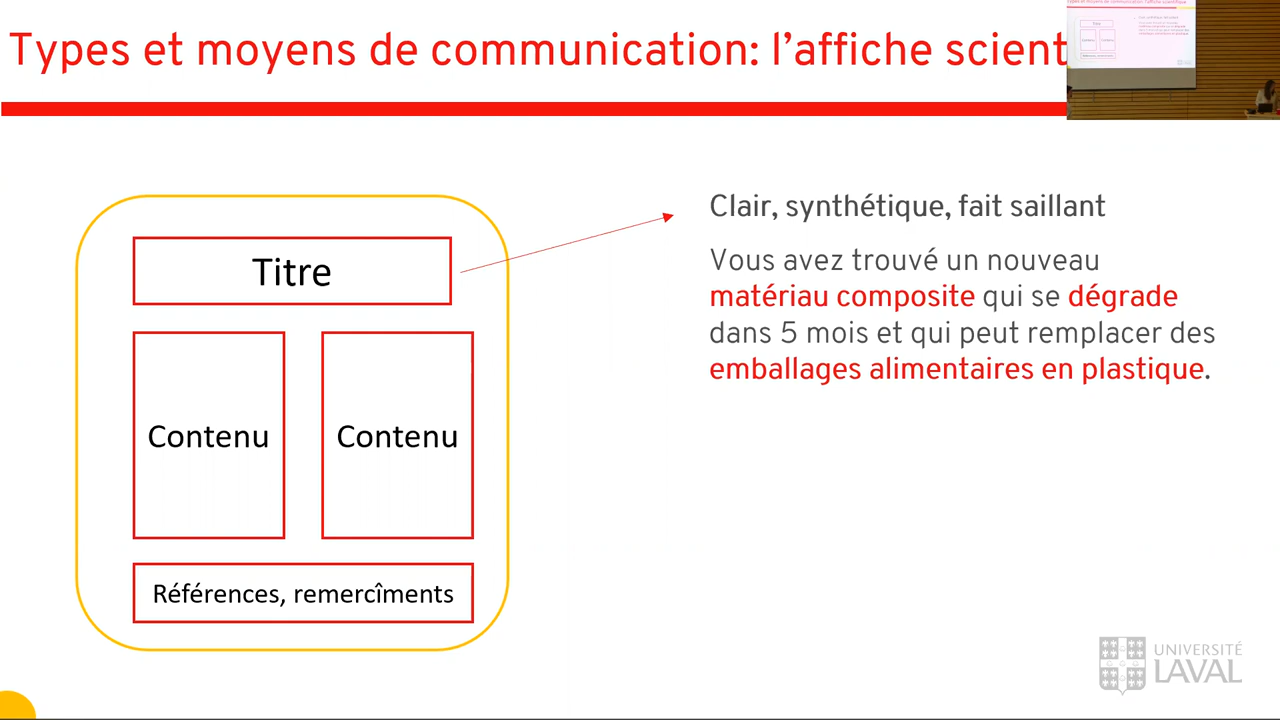 Types et moyens de communication: l’affiche scient
Titre
Contenu
Contenu
Références, remercîments
Clair, synthétique, fait saillant
Vous avez trouvé un nouveau
matériau composite qui se dégrade
dans 5 mois et qui peut remplacer des
emballages alimentaires en plastique.
UNIVERSITÉ
LAVAL